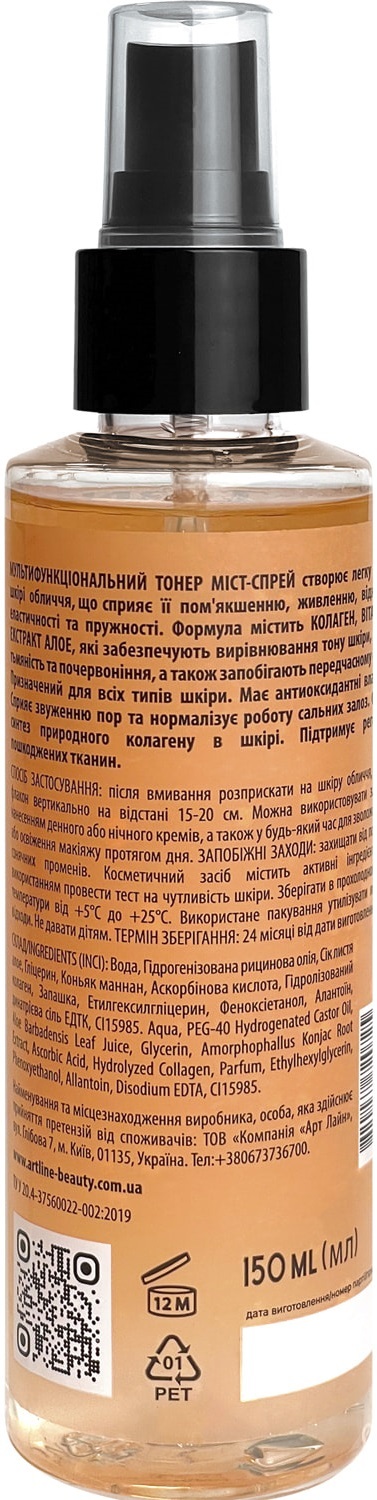 МУЛЬТИФУНКЦІОНАЛЬНИЙ ТОНЕР МІСТ-СПРЕЙ створює легку
шкірі обличчя, що сприяє її пом'якшенню, живленню,
еластичності та пружності. Формула містить КОЛАГЕН,
ЕКСТРАКТ АЛОЕ, які забезпечують вирівнювання тону шкіри,
тьмяність та почервоніння, а також запобігають передчасному
Призначений для всіх типів шкіри. Має антиоксидантні
Сприяє звуженню пор та нормалізує роботу сальних залоз.
синтез природного колагену в шкірі. Підтримує
пошкоджених тканин.
СПОСІБ ЗАСТОСУВАННЯ: після вмивання розприскати на шкіру обличчя,
флакон вертикально на відстані 15-20 см. Можна використовувати
нанесенням денного або нічного кремів, а також у будь-який час для
або освіження макіяжу протягом дня. ЗАПОБІЖНІ ЗАХОДИ: захищати від
сонячних променів. Косметичний засіб містить активні
використанням провести тест на чутливість шкіри. Зберігати в
температури від +5°С до +25°С. Використане пакування утилізувати
відходи. Не давати дітям. ТЕРМІН ЗБЕРІГАННЯ: 24 місяці від дати
СКЛАД/INGREDIENTS (INCI): Вода, Гідрогенізована рицинова олія, Сік листя
алое, Гліцерин, Коньяк маннан, Аскорбінова кислота, Гідролізований
колаген, Запашка, Етилгексилгліцерин, Феноксіетанол, Алантоїн,
динатрієва сіль ЕДТК, CI15985. Aqua, PEG-40 Hydrogenated Castor Oil,
Aloe Barbadensis Leaf Juice, Glycerin, Amorphophallus Konjac Root
Extract, Ascorbic Acid, Hydrolyzed Collagen, Parfum, Ethylhexylglycerin,
Phenoxyethanol, Allantoin, Disodium EDTA, CI15985.
Найменування та місцезнаходження виробника, особа, яка здійснює
прийняття претензій від споживачів: ТОВ «Компанія «Арт Лайн»,
вул. Глібова 7, м. Київ, 01135, Україна. Тел:+380673736700.
www.artline-beauty.com.ua
ТУ У 20.4-37560022-002:2019
12 M
150 ML (мл)
дата виготовлення/номер
01
PET